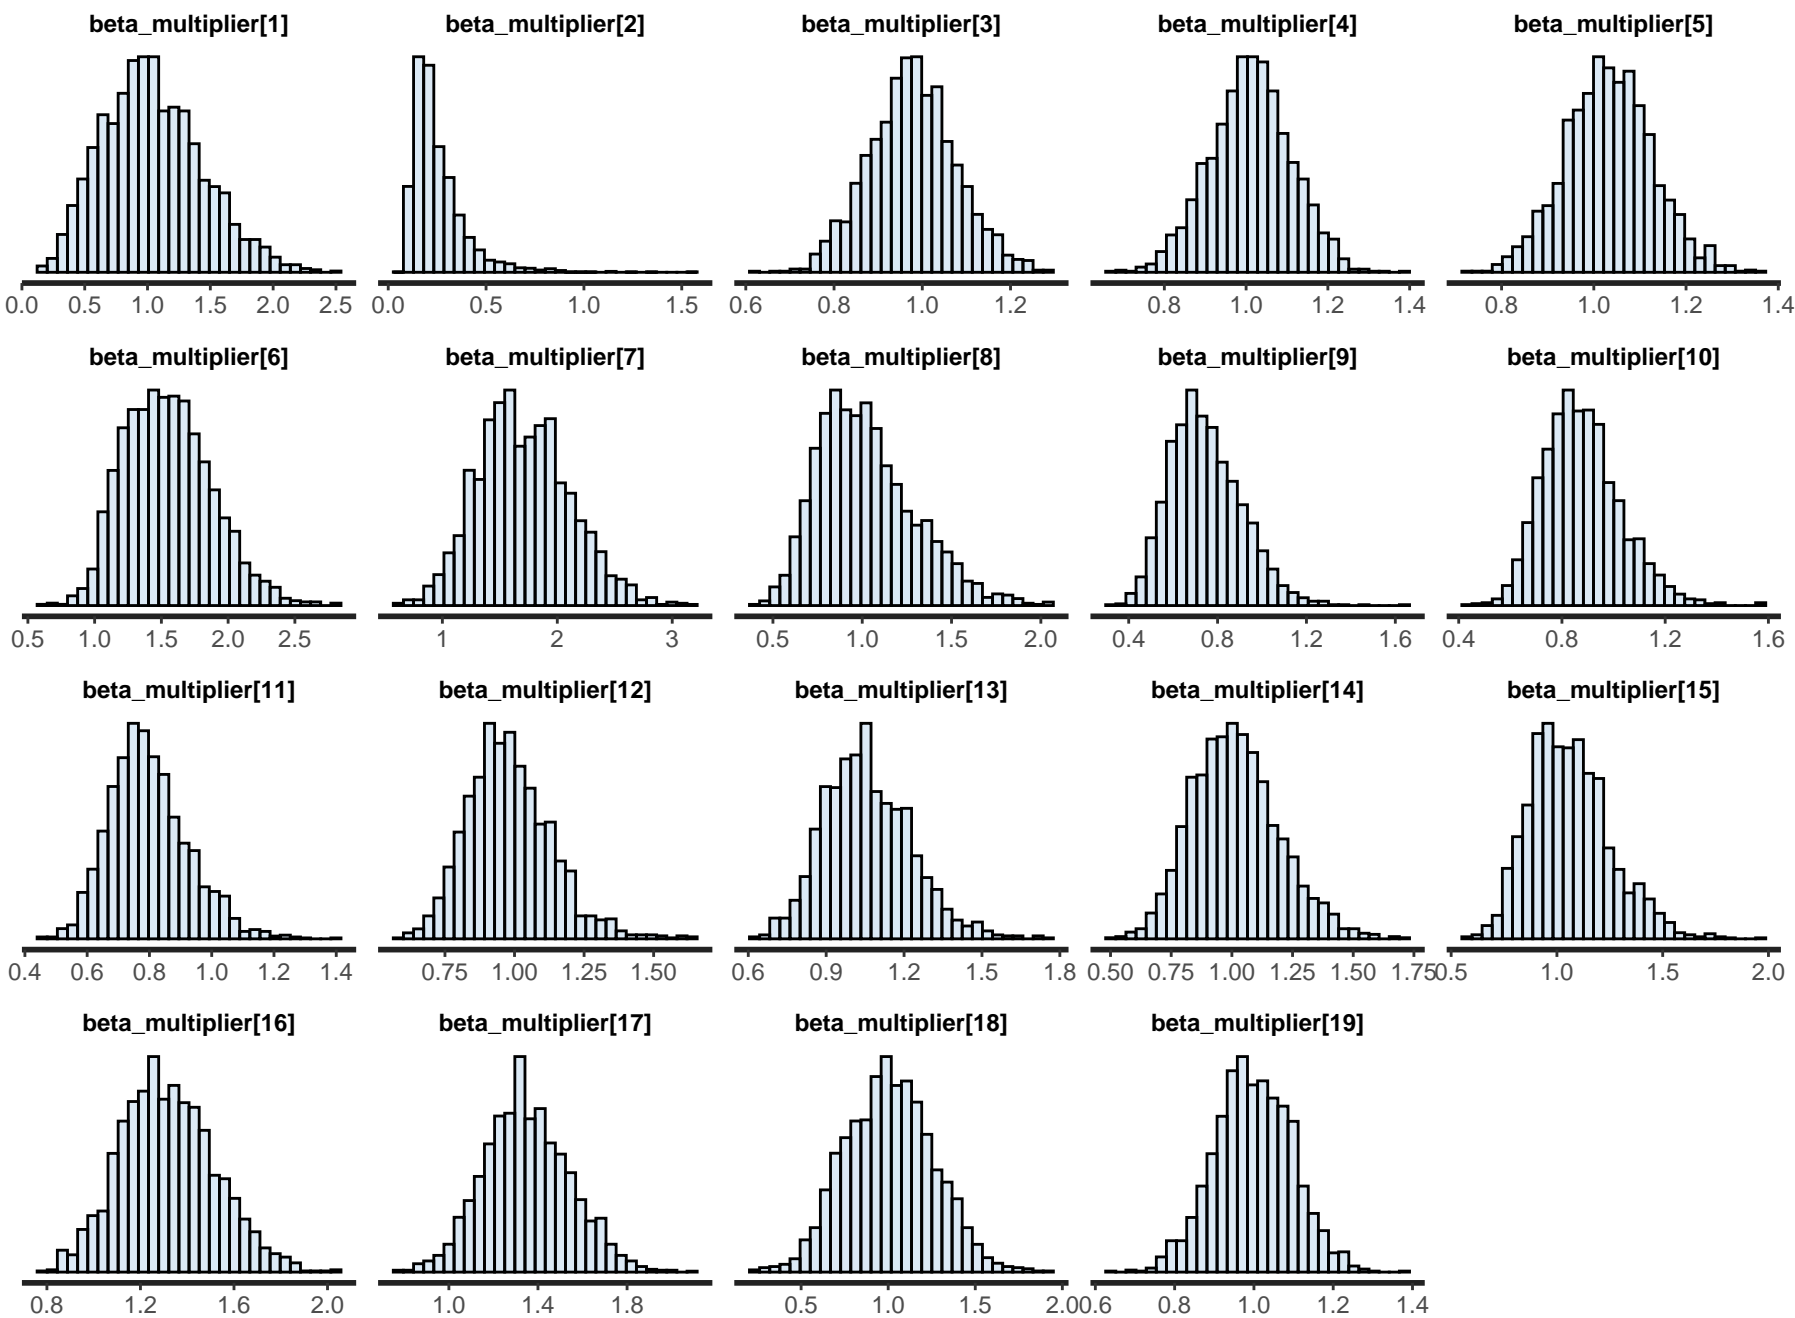 beta_multiplier[1] beta_multiplier[2] beta_multiplier[3] beta_multiplier[4] beta_multiplier[5]
0.0 0.5 1.0 1.5 2.0 2.5 0.0 0.5 1.0 1.5 0.6 0.8 1.0 1.2 0.8 1.0 1.2 1.4 0.8 1.0 1.2 1.4
beta_multiplier[6] beta_multiplier[7] beta_multiplier[8] beta_multiplier[9] beta_multiplier[10]
0.5 1.0 1.5 2.0 2.5 1 2 3 0.5 1.0 1.5 2.0 0.4 0.8 1.2 1.6 0.4 0.8 1.2 1.6
beta_multiplier[11] beta_multiplier[12] beta_multiplier[13] beta_multiplier[14] beta_multiplier[15]
0.4 0.6 0.8 1.0 1.2 1.4 0.75 1.00 1.25 1.50 0.6 0.9 1.2 1.5 1.8 0.50 0.75 1.00 1.25 1.50 1.75 0.5 1.0 1.5 2.0
beta_multiplier[16] beta_multiplier[17] beta_multiplier[18] beta_multiplier[19]
0.8 1.2 1.6 2.0 1.0 1.4 1.8 0.5 1.0 1.5 2.0 0.6 0.8 1.0 1.2 1.4